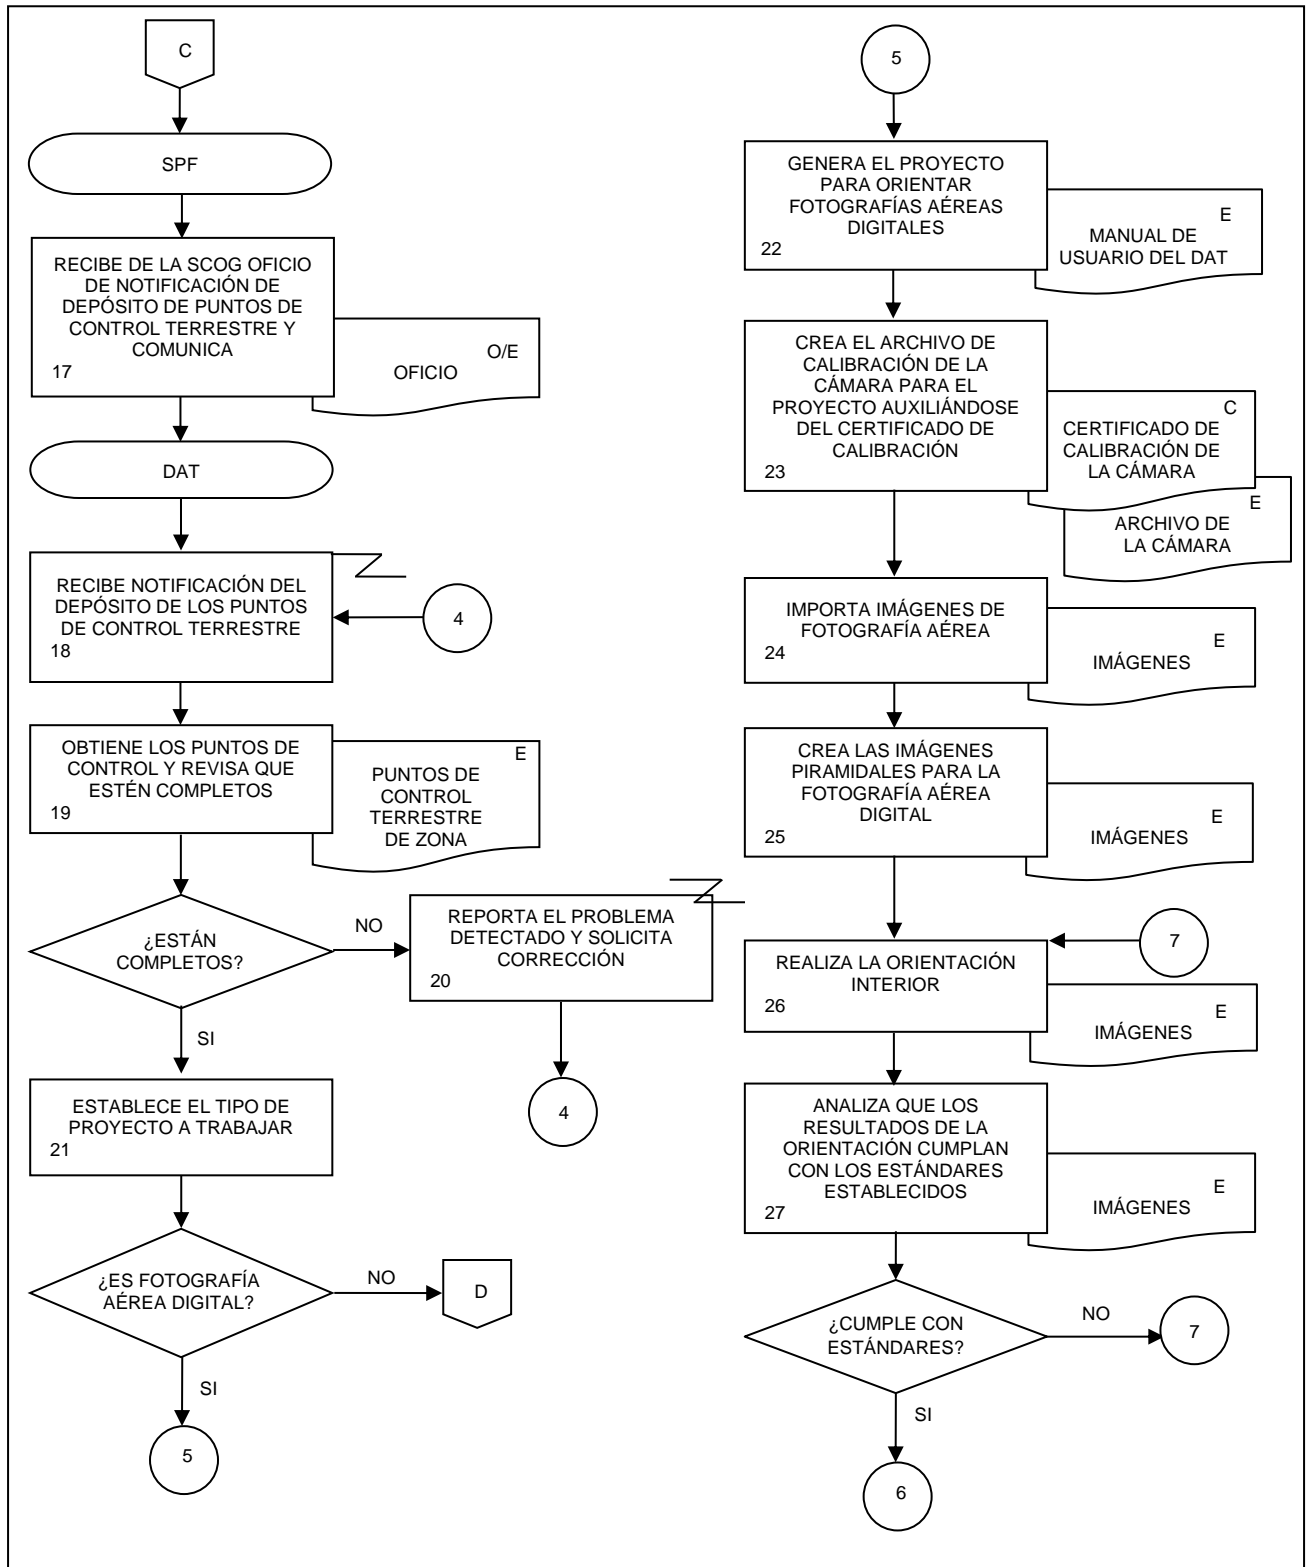 C
SPF
RECIBE DE LA SCOG OFICIO
DE NOTIFICACIÓN DE
DEPÓSITO DE PUNTOS DE
CONTROL TERRESTRE Y
COMUNICA
17
O/E
OFICIO
DAT
RECIBE NOTIFICACIÓN DEL
DEPÓSITO DE LOS PUNTOS
DE CONTROL TERRESTRE
18
4
OBTIENE LOS PUNTOS DE
CONTROL Y REVISA QUE
ESTÉN COMPLETOS
19
E
PUNTOS DE
CONTROL
TERRESTRE
DE ZONA
¿ESTÁN
COMPLETOS?
NO
REPORTA EL PROBLEMA
DETECTADO Y SOLICITA
CORRECCIÓN
20
4
SI
ESTABLECE EL TIPO DE
PROYECTO A TRABAJAR
21
¿ES FOTOGRAFÍA
AÉREA DIGITAL?
NO
D
SI
5
5
GENERA EL PROYECTO
PARA ORIENTAR
FOTOGRAFÍAS AÉREAS
DIGITALES
22
E
MANUAL DE
USUARIO DEL DAT
CREA EL ARCHIVO DE
CALIBRACIÓN DE LA
CÁMARA PARA EL
PROYECTO AUXILIÁNDOSE
DEL CERTIFICADO DE
CALIBRACIÓN
23
C
CERTIFICADO DE
CALIBRACIÓN DE
LA CÁMARA
E
ARCHIVO DE
LA CÁMARA
IMPORTA IMÁGENES DE
FOTOGRAFÍA AÉREA
24
E
IMÁGENES
CREA LAS IMÁGENES
PIRAMIDALES PARA LA
FOTOGRAFÍA AÉREA
DIGITAL
25
E
IMÁGENES
7
REALIZA LA ORIENTACIÓN
INTERIOR
26
E
IMÁGENES
ANALIZA QUE LOS
RESULTADOS DE LA
ORIENTACIÓN CUMPLAN
CON LOS ESTÁNDARES
ESTABLECIDOS
27
E
IMÁGENES
¿CUMPLE CON
ESTÁNDARES?
NO
7
SI
6